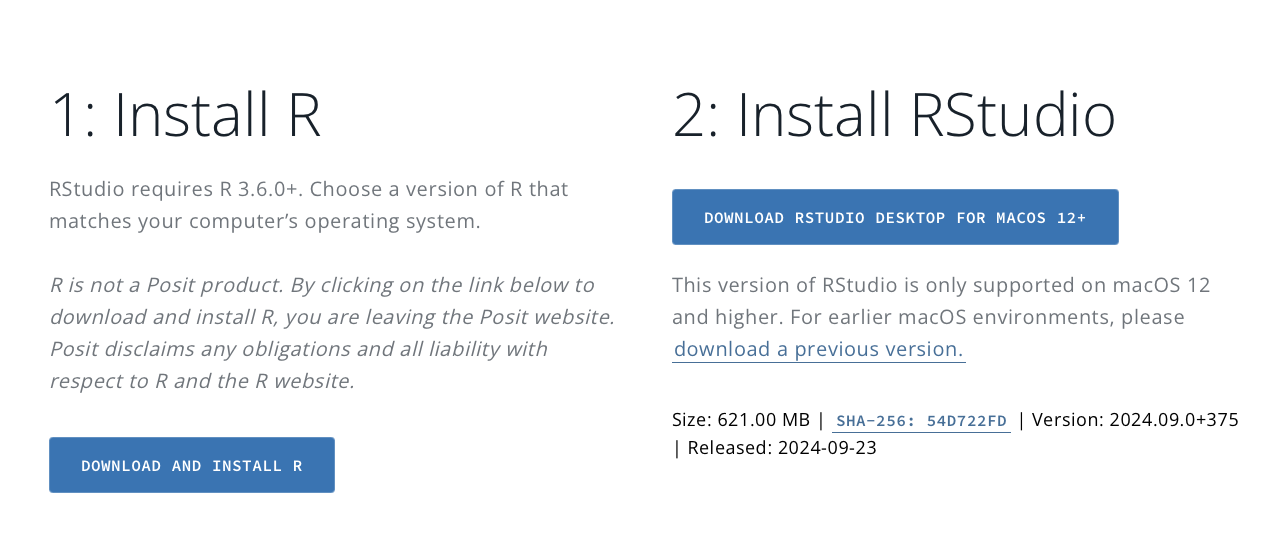 1: Install R
RStudio requires R 3.6.0+. Choose a version of R that
matches your computer’s operating system.
R is not a Posit product. By clicking on the link below to
download and install R, you are leaving the Posit website.
Posit disclaims any obligations and all liability with
respect to R and the R website.
DOWNLOAD AND INSTALL R
2: Install RStudio
DOWNLOAD RSTUDIO DESKTOP FOR MACOS 12+
This version of RStudio is only supported on macOS 12
and higher. For earlier macOS environments, please
download a previous version.
Size: 621.00 MB | SHA-256: 54D722FD | Version: 2024.09.0+375
| Released: 2024-09-23